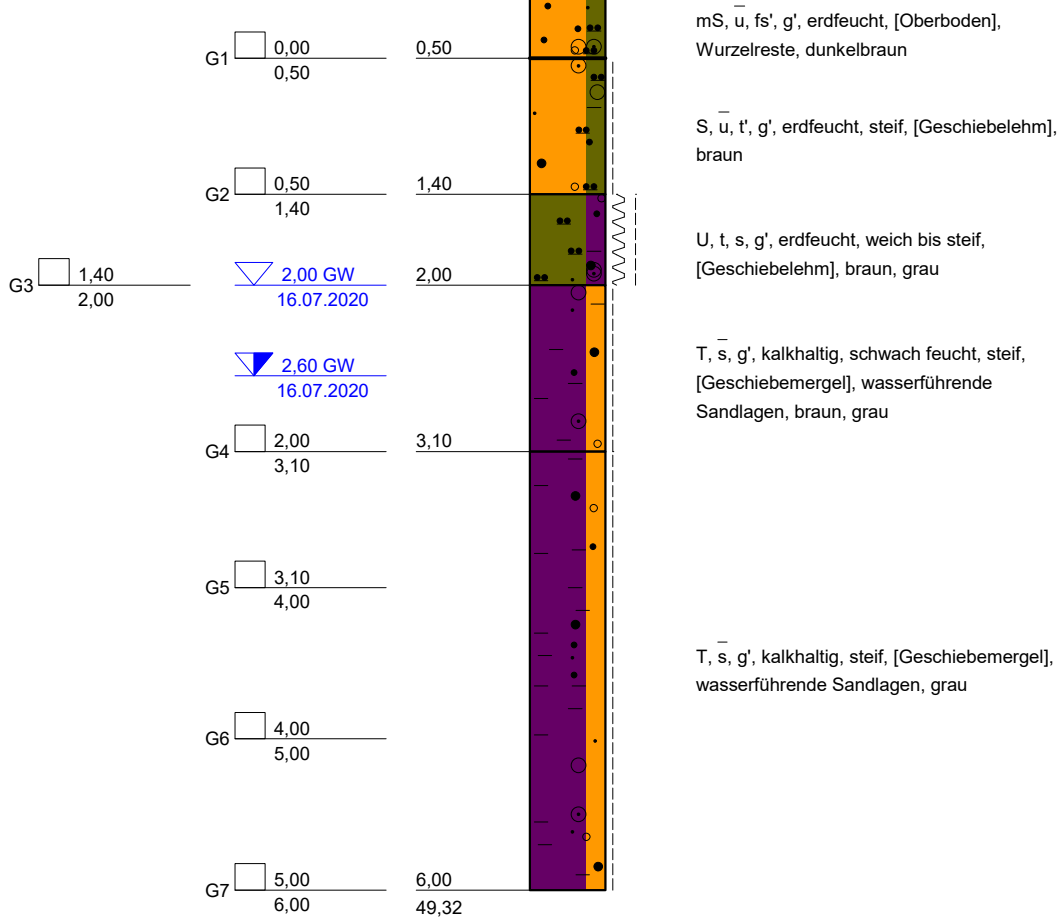 mS, u̅, fs', g', erdfeucht, [Oberboden],
Wurzelreste, dunkelbraun
G1 0,00 0,50
0,50
S, u̅, t', g', erdfeucht, steif, [Geschiebelehm],
braun
G2 0,50 1,40
1,40
U, t, s, g', erdfeucht, weich bis steif,
[Geschiebelehm], braun, grau
G3 1,40 2,00 GW 2,00
2,00 16.07.2020
T, s̅, g', kalkhaltig, schwach feucht, steif,
[Geschiebemergel], wasserführende
Sandlagen, braun, grau
2,60 GW
16.07.2020
G4 2,00 3,10
3,10
G5 3,10
4,00
T, s̅, g', kalkhaltig, steif, [Geschiebemergel],
wasserführende Sandlagen, grau
G6 4,00
5,00
G7 5,00 6,00
6,00 49,32